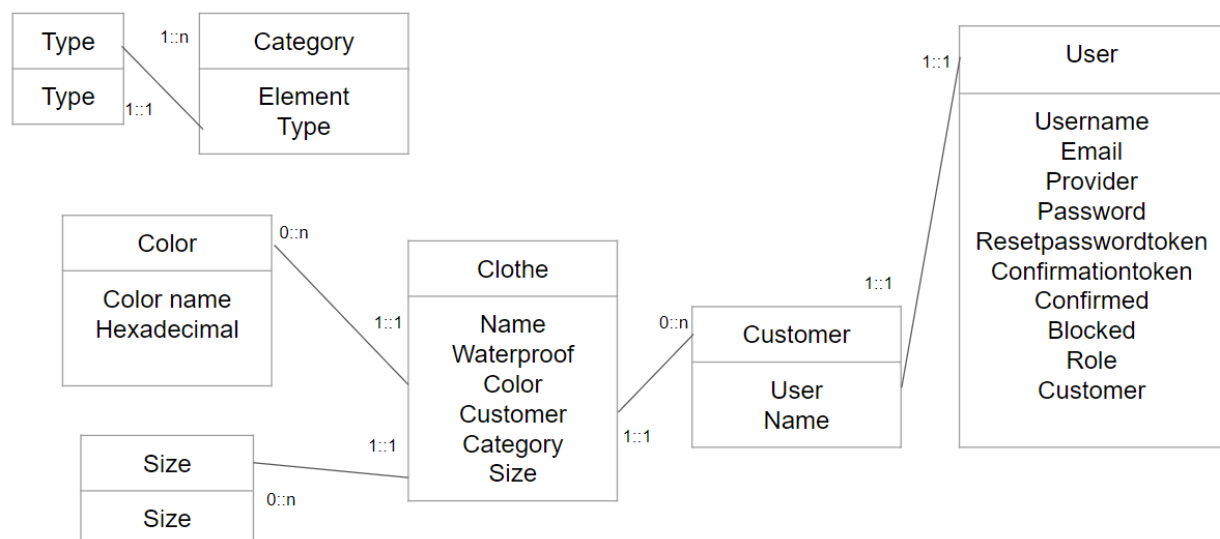 Type
Type
1::n
1::1
Category
Element
Type
User
1::1
Username
Email
Provider
Password
Resetpasswordtoken
Confirmationtoken
Confirmed
Blocked
Role
Customer
Color
Color name
Hexadecimal
0::n
1::1
Clothe
Name
Waterproof
Color
Customer
Category
Size
0::n
1::1
Customer
User
Name
1::1
Size
Size
1::1
0::n